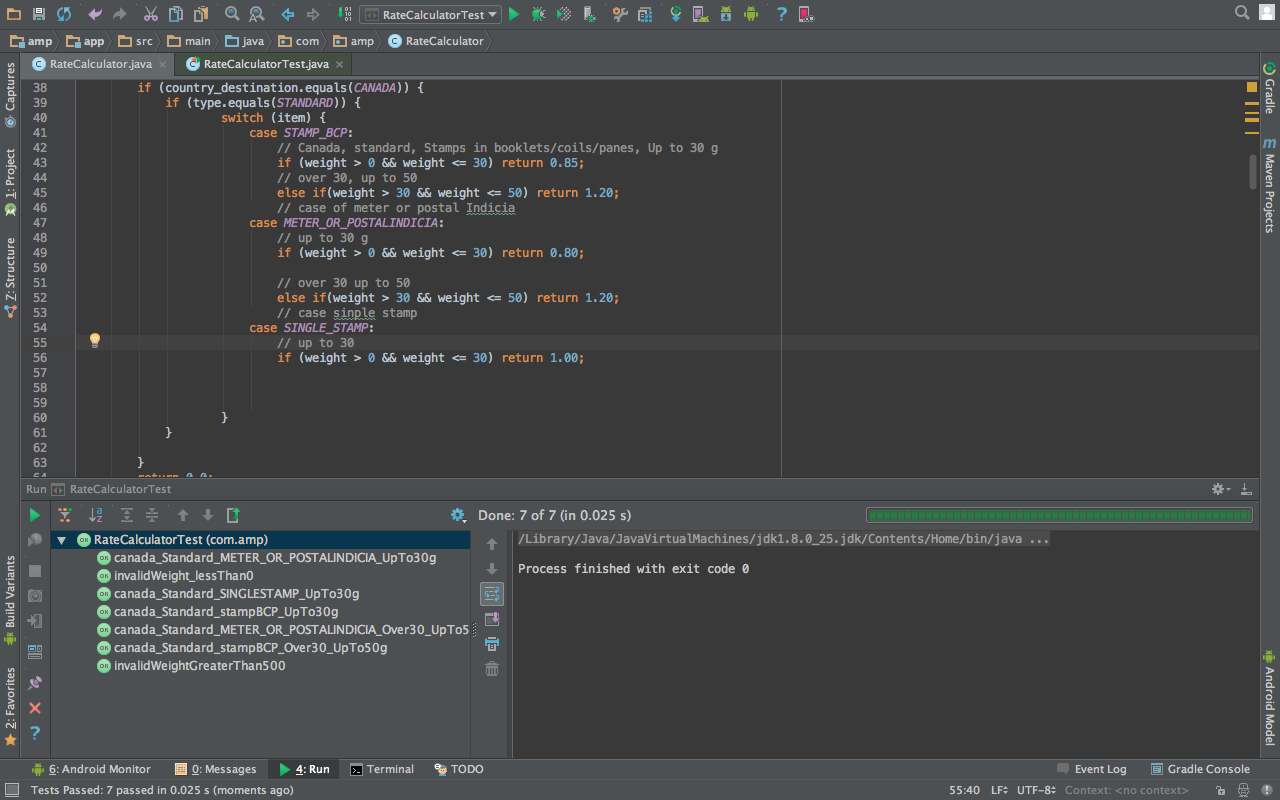 RateCalculatorTest
amp app src main java com amp RateCalculator
RateCalculator.java RateCalculatorTest.java
Captures
1: Project
7: Structure
Build Variants
2: Favorites
38 if (country_destination.equals(CANADA)) {
39 if (type.equals(STANDARD)) {
40 switch (item) {
41 case STAMP_BCP:
42 // Canada, standard, Stamps in booklets/coils/panes, Up to 30 g
43 if (weight > 0 && weight <= 30) return 0.85;
44 // over 30, up to 50
45 else if(weight > 30 && weight <= 50) return 1.20;
46 // case of meter or postal Indicia
47 case METER_OR_POSTALINDICIA:
48 // up to 30 g
49 if (weight > 0 && weight <= 30) return 0.80;
50
51 // over 30 up to 50
52 else if(weight > 30 && weight <= 50) return 1.20;
53 // case sinple stamp
54 case SINGLE_STAMP:
55 // up to 30
56 if (weight > 0 && weight <= 30) return 1.00;
57
58
59
60 }
61 }
62
63 }
64 return 0.0;
Gradle
Maven Projects
Android Model
Run RateCalculatorTest
Done: 7 of 7 (in 0.025 s)
RateCalculatorTest (com.amp)
canada_Standard_METER_OR_POSTALINDICIA_UpTo30g
invalidWeight_lessThan0
canada_Standard_SINGLESTAMP_UpTo30g
canada_Standard_stampBCP_UpTo30g
canada_Standard_METER_OR_POSTALINDICIA_Over30_UpTo5
canada_Standard_stampBCP_Over30_UpTo50g
invalidWeightGreaterThan500
/Library/Java/JavaVirtualMachines/jdk1.8.0_25.jdk/Contents/Home/bin/java ...
Process finished with exit code 0
6: Android Monitor 0: Messages 4: Run Terminal TODO Event Log Gradle Console
Tests Passed: 7 passed in 0.025 s (moments ago) 55:40 LF UTF-8 Context: <no context>